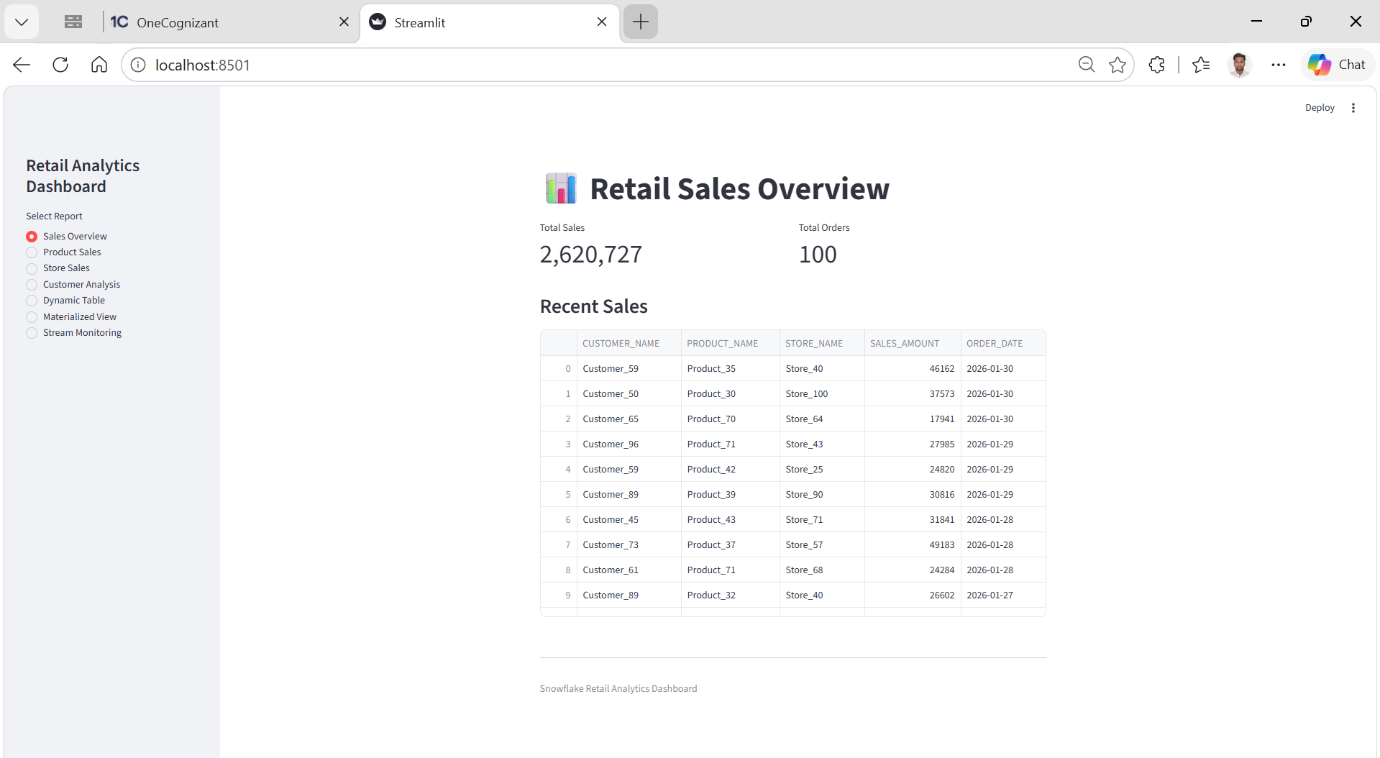 1C OneCognizant
Streamlit
localhost:8501
Chat
Deploy
Retail Analytics
Dashboard
Select Report
Sales Overview
Product Sales
Store Sales
Customer Analysis
Dynamic Table
Materialized View
Stream Monitoring
Retail Sales Overview
Total Sales Total Orders
2,620,727 100
Recent Sales
CUSTOMER_NAME PRODUCT_NAME STORE_NAME SALES_AMOUNT ORDER_DATE
0 Customer_59 Product_35 Store_40 46162 2026-01-30
1 Customer_50 Product_30 Store_100 37573 2026-01-30
2 Customer_65 Product_70 Store_64 17941 2026-01-30
3 Customer_96 Product_71 Store_43 27985 2026-01-29
4 Customer_59 Product_42 Store_25 24820 2026-01-29
5 Customer_89 Product_39 Store_90 30816 2026-01-29
6 Customer_45 Product_43 Store_71 31841 2026-01-28
7 Customer_73 Product_37 Store_57 49183 2026-01-28
8 Customer_61 Product_71 Store_68 24284 2026-01-28
9 Customer_89 Product_32 Store_40 26602 2026-01-27
Snowflake Retail Analytics Dashboard